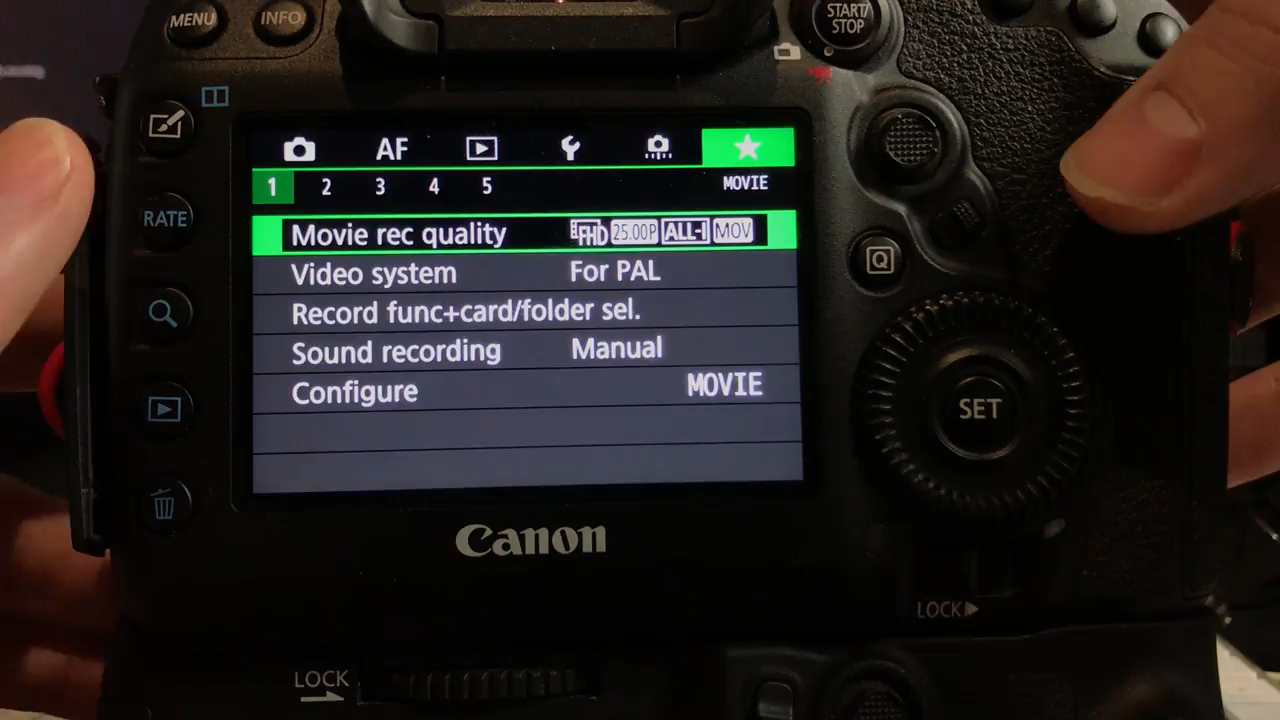 MENU INFO. START/
STOP
AF
RATE
1 2 3 4 5 MOVIE
Movie rec quality FHD 25.00P ALL-I MOV
Video system For PAL
Record func+card/folder sel.
Sound recording Manual
Configure MOVIE
Q
SET
Canon
LOCK
LOCK